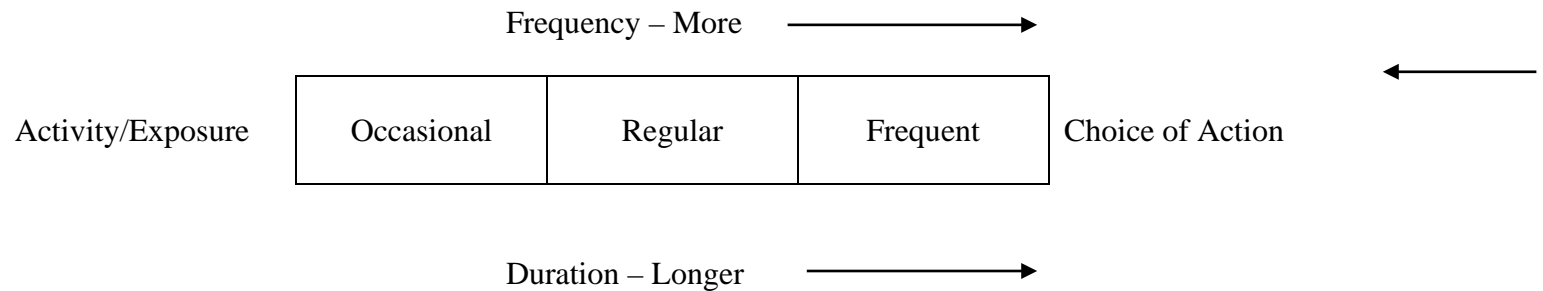 Frequency – More
Activity/Exposure Occasional Regular Frequent Choice of Action
Duration – Longer